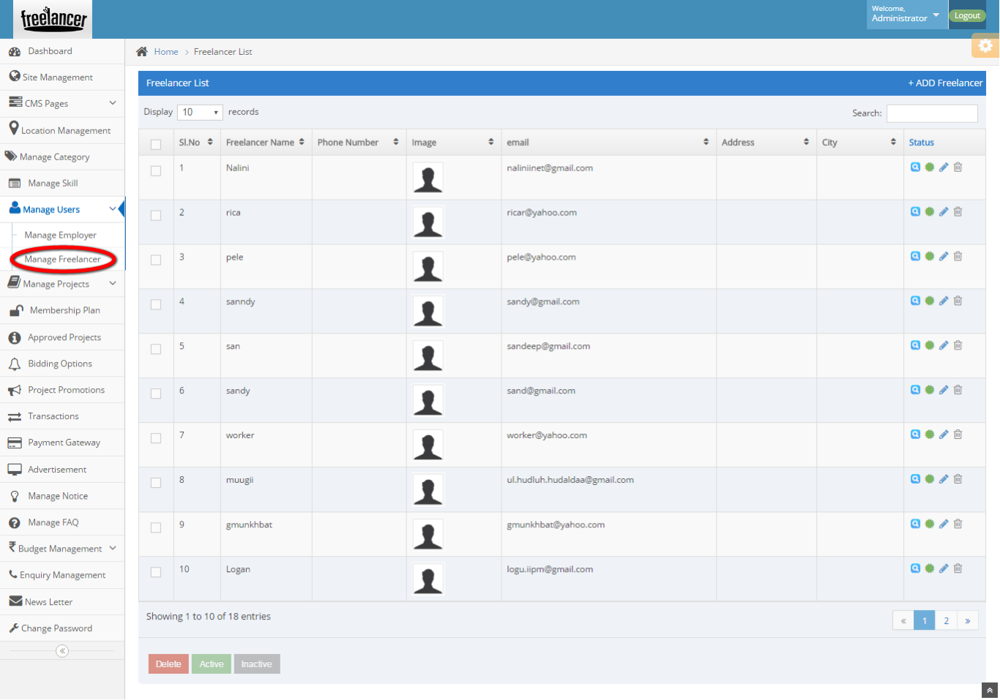 freelancer
Welcome,
Administrator
Logout
Dashboard
Site Management
CMS Pages
Location Management
Manage Category
Manage Skill
Manage Users
Manage Employer
Manage Freelancer
Manage Projects
Membership Plan
Approved Projects
Bidding Options
Project Promotions
Transactions
Payment Gateway
Advertisement
Manage Notice
Manage FAQ
₹ Budget Management
Enquiry Management
News Letter
Change Password
«
Home > Freelancer List
Freelancer List + ADD Freelancer
Display 10 records Search:
Sl.No Freelancer Name Phone Number Image email Address City Status
1 Nalini naliniinet@gmail.com
2 rica ricar@yahoo.com
3 pele pele@yahoo.com
4 sanndy sandy@gmail.com
5 san sandeep@gmail.com
6 sandy sand@gmail.com
7 worker worker@yahoo.com
8 muugii ul.hudluh.hudaldaa@gmail.com
9 gmunkhbat gmunkhbat@yahoo.com
10 Logan logu.iipm@gmail.com
Showing 1 to 10 of 18 entries « 1 2 »
Delete Active Inactive